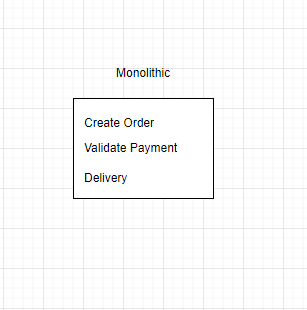 Monolithic
Create Order
Validate Payment
Delivery